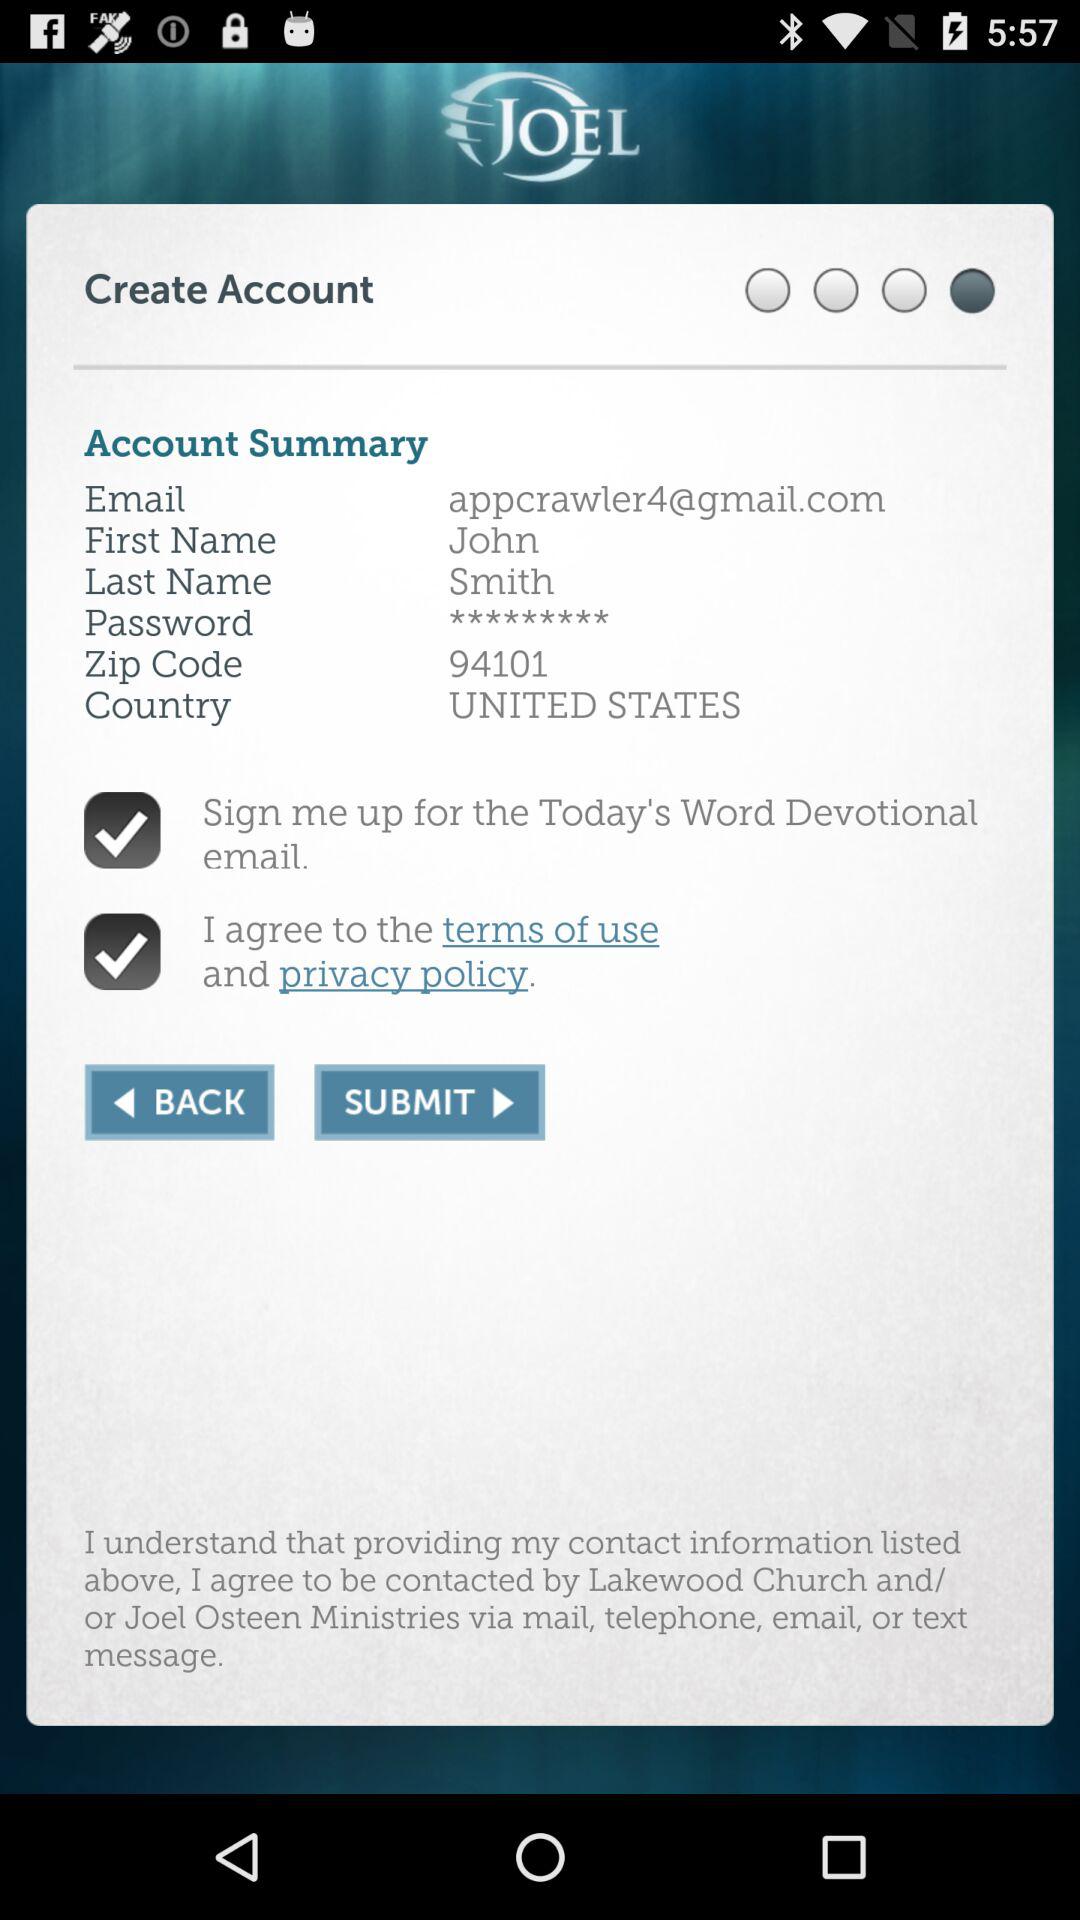 FAKE
5:57
JOEL
Create Account
Account Summary
Email appcrawler4@gmail.com
First Name John
Last Name Smith
Password *********
Zip Code 94101
Country UNITED STATES
Sign me up for the Today's Word Devotional
email.
I agree to the terms of use
and privacy policy.
BACK SUBMIT
I understand that providing my contact information listed
above, I agree to be contacted by Lakewood Church and/
or Joel Osteen Ministries via mail, telephone, email, or text
message.